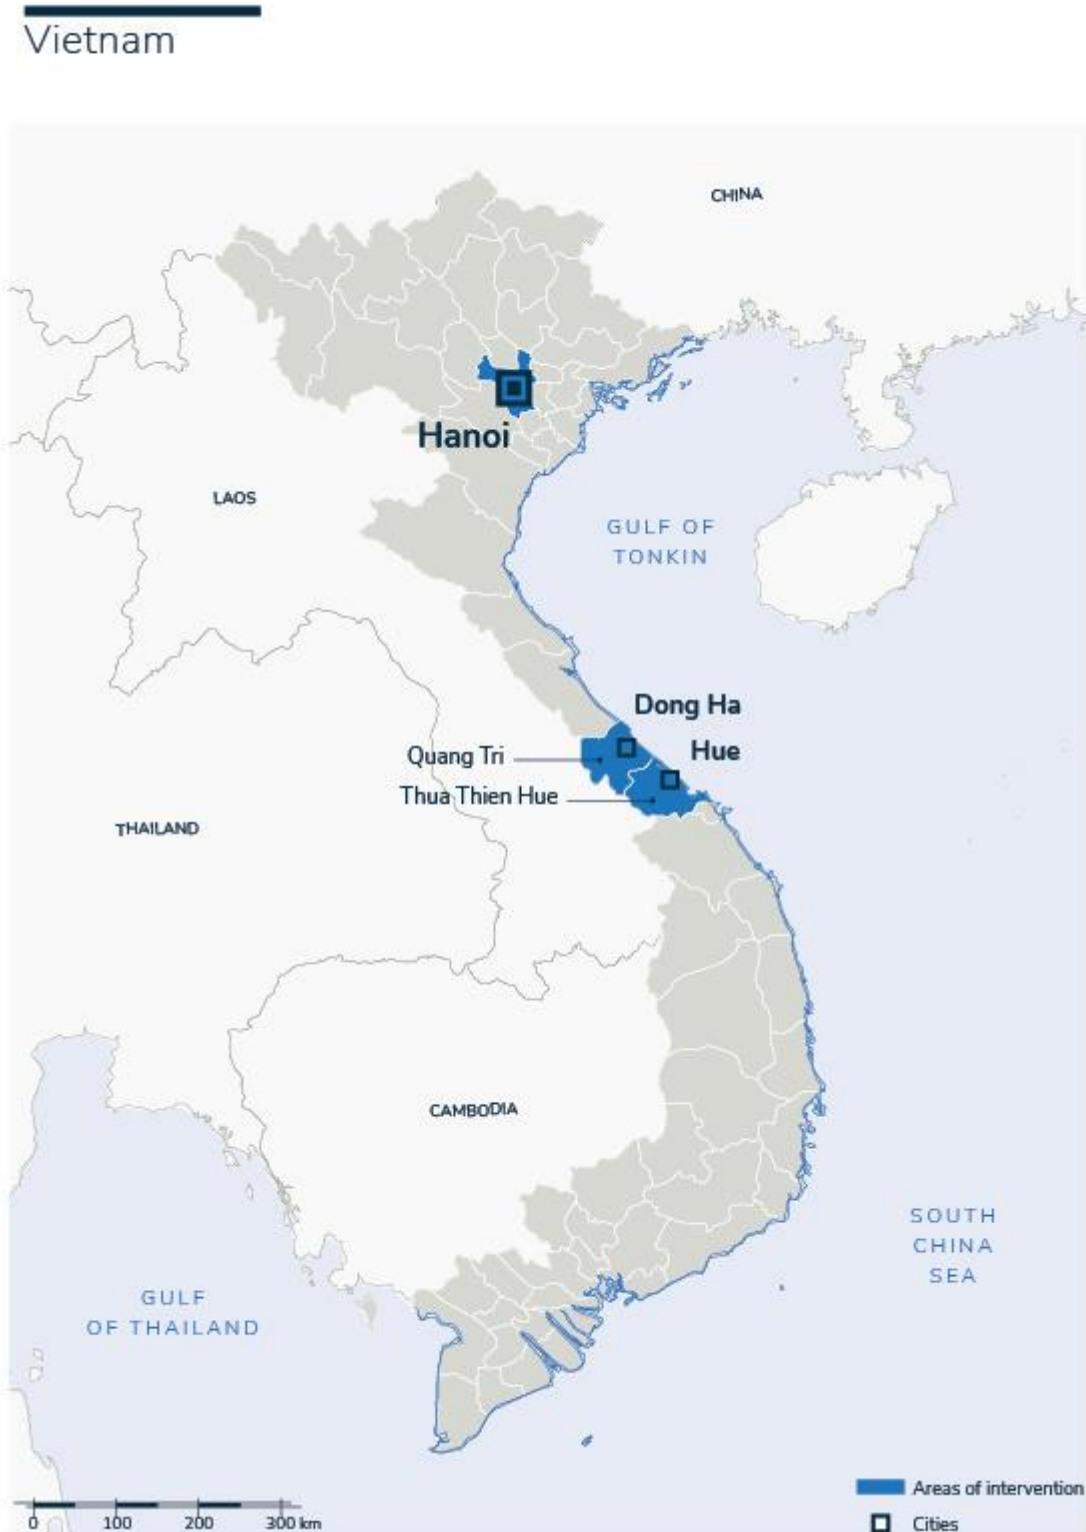 Vietnam
CHINA
Hanoi
LAOS
GULF OF
TONKIN
Dong Ha
Hue
Quang Tri
Thua Thien Hue
THAILAND
CAMBODIA
SOUTH
CHINA
SEA
GULF
OF THAILAND
Areas of intervention
0 100 200 300 km
Cities